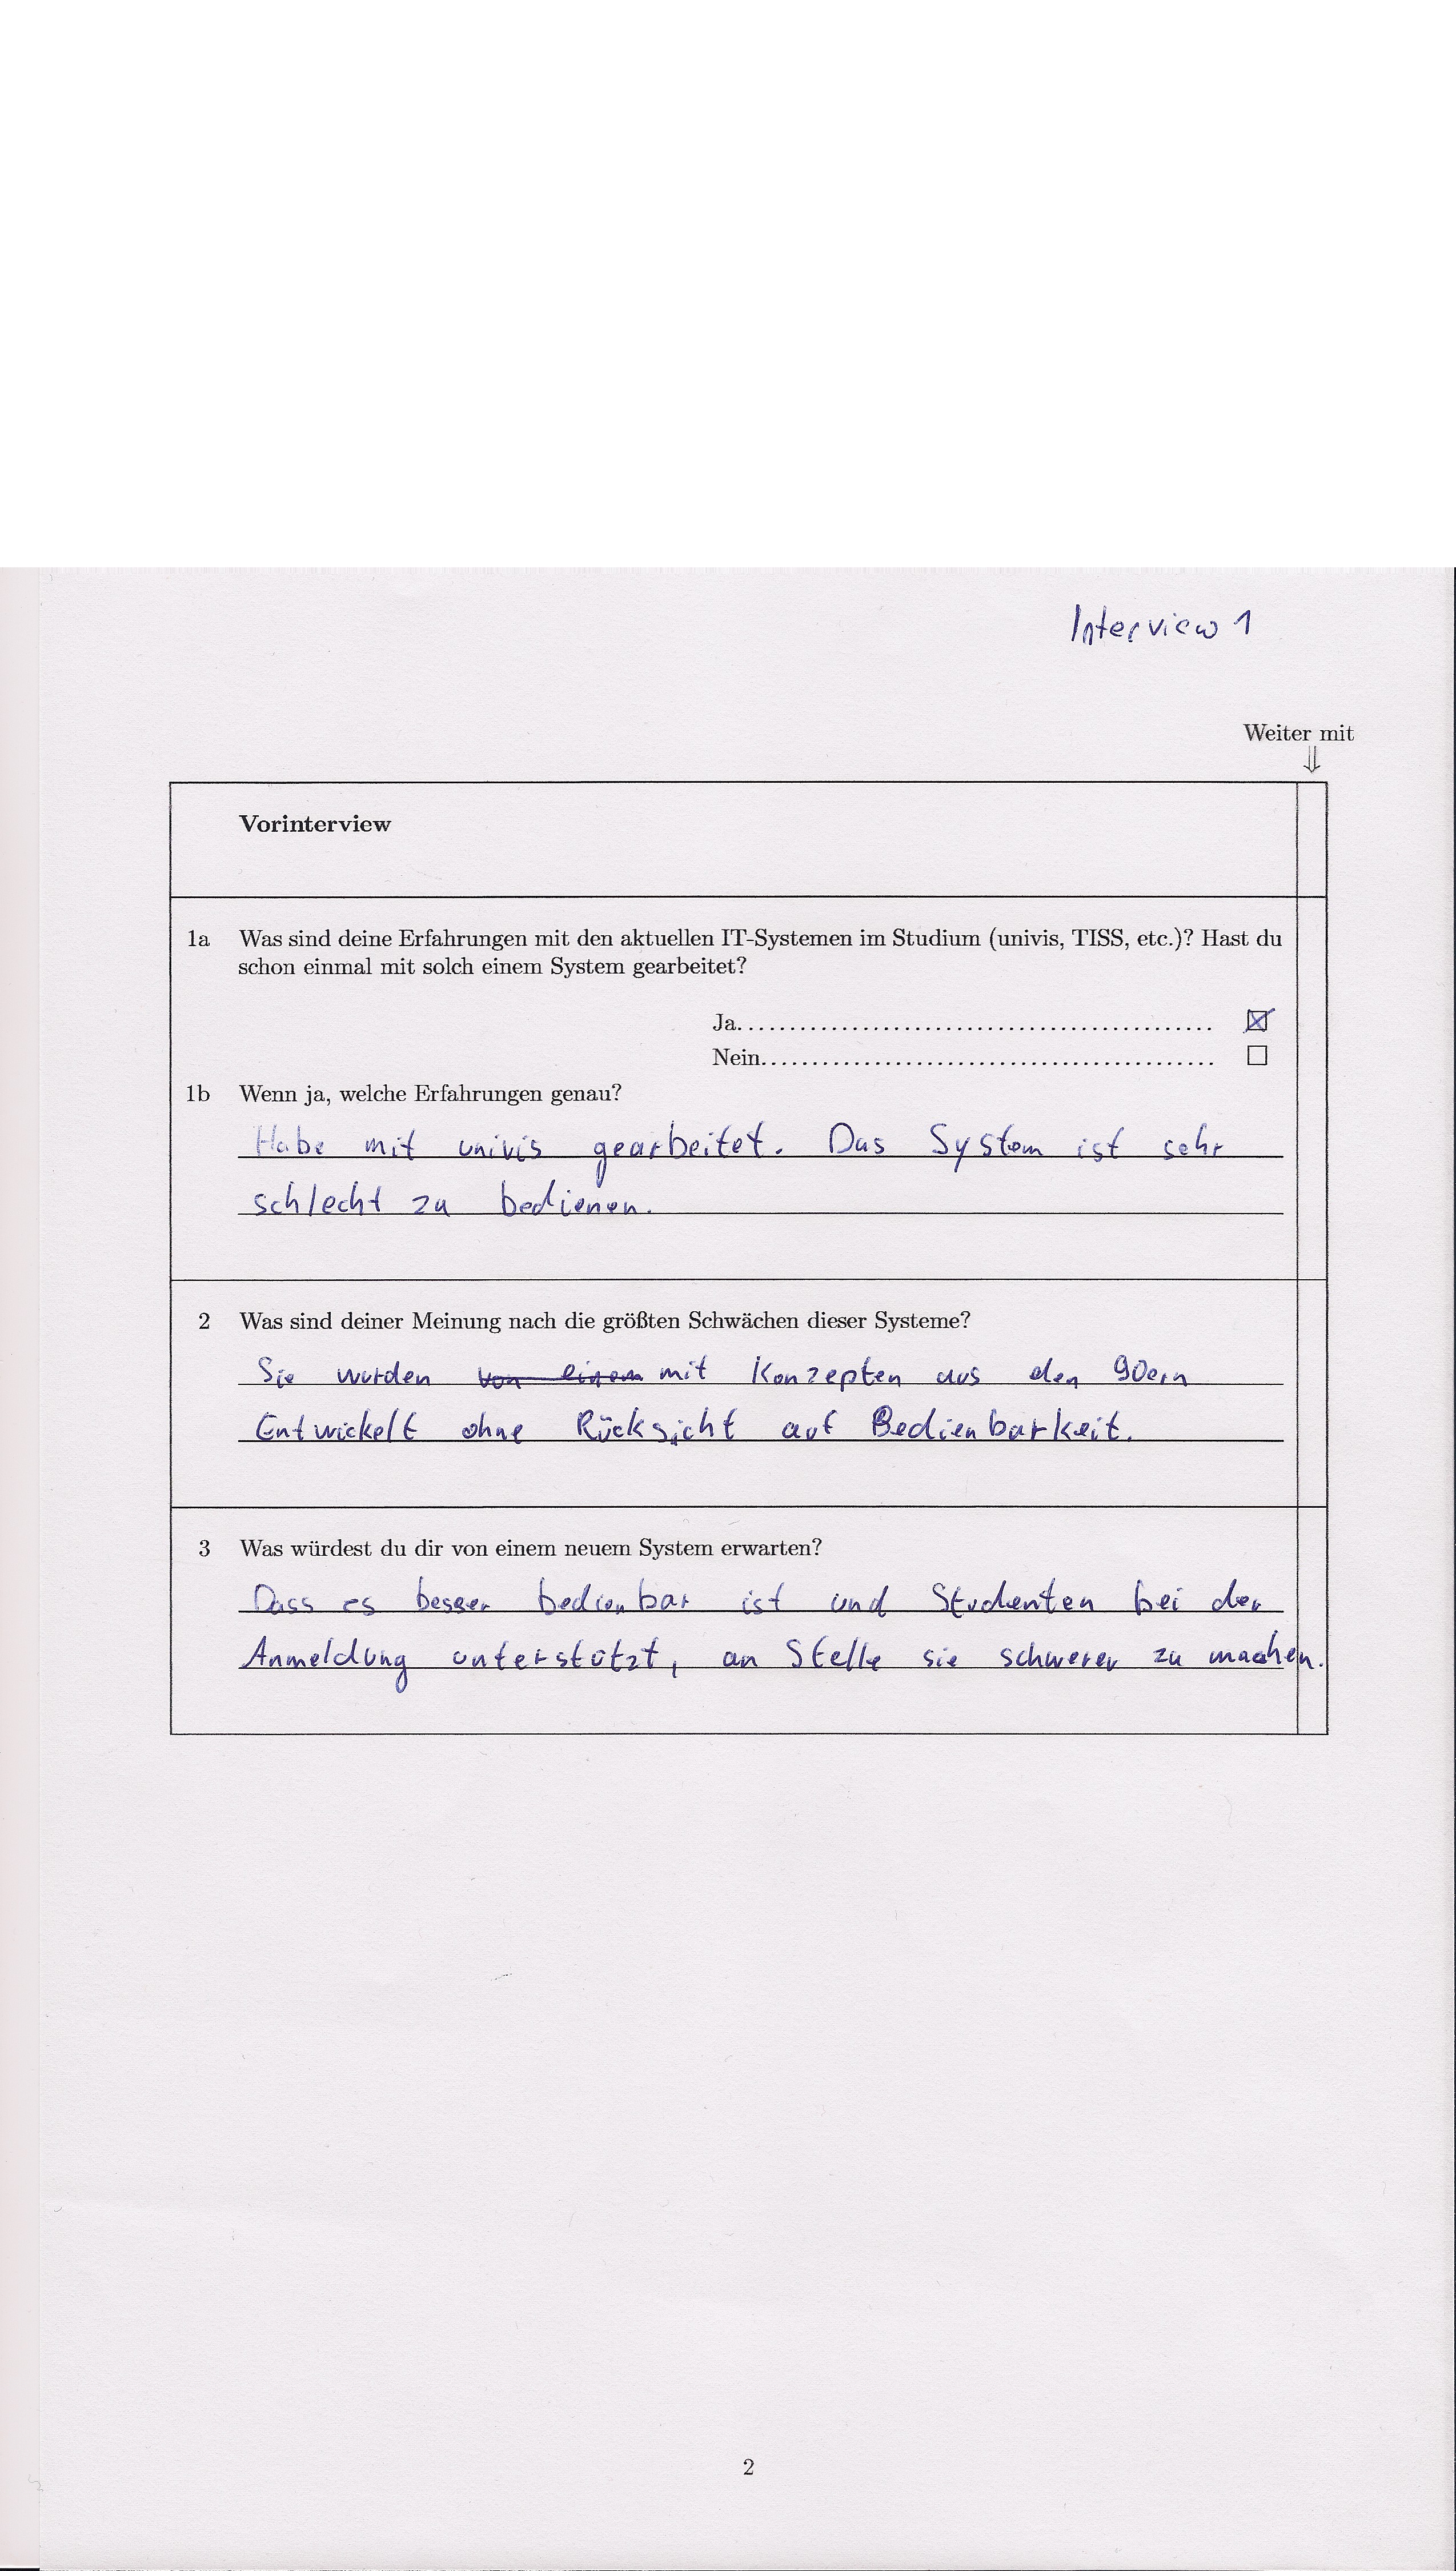 Interview 1
Weiter mit
⇓
Vorinterview
1a Was sind deine Erfahrungen mit den aktuellen IT-Systemen im Studium (univis, TISS, etc.)? Hast du
schon einmal mit solch einem System gearbeitet?
Ja............................................. ☒
Nein........................................... ☐
1b Wenn ja, welche Erfahrungen genau?
Habe mit univis gearbeitet. Das System ist sehr
schlecht zu bedienen.
2 Was sind deiner Meinung nach die größten Schwächen dieser Systeme?
Sie wurden ~~von einem~~ mit Konzepten aus den 90ern
Entwickelt ohne Rücksicht auf Bedienbarkeit.
3 Was würdest du dir von einem neuem System erwarten?
Dass es besser bedienbar ist und Studenten bei der
Anmeldung unterstützt, an Stelle sie schwerer zu machen.
2